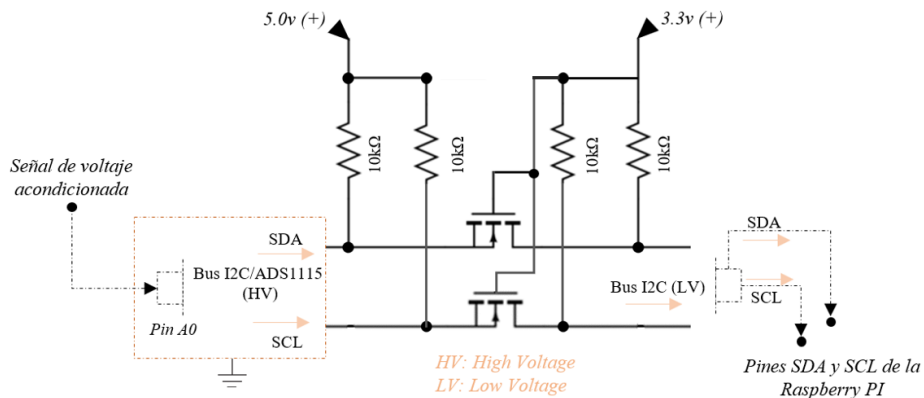 5.0v (+)
3.3v (+)
10kΩ
10kΩ
10kΩ
10kΩ
Señal de voltaje
acondicionada
SDA
Bus I2C/ADS1115
(HV)
Pin A0
SCL
SDA
Bus I2C (LV)
SCL
HV: High Voltage
LV: Low Voltage
Pines SDA y SCL de la
Raspberry PI